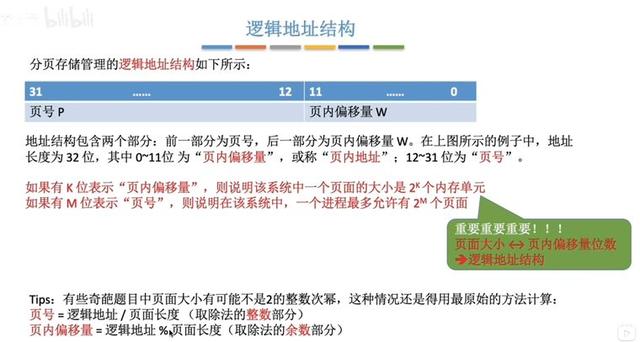 bilibili
逻辑地址结构
分页存储管理的逻辑地址结构如下所示：
31 …… 12 11 …… 0
页号 P 页内偏移量 W
地址结构包含两个部分：前一部分为页号，后一部分为页内偏移量 W。在上图所示的例子中，地址
长度为 32 位，其中 0~11位 为“页内偏移量”，或称“页内地址”；12~31 位为“页号”。
如果有 K 位表示“页内偏移量”，则说明该系统中一个页面的大小是 2ᴷ 个内存单元
如果有 M 位表示“页号”，则说明在该系统中，一个进程最多允许有 2ᴹ 个页面
重要重要重要！！！
页面大小 ↔ 页内偏移量位数
→逻辑地址结构
Tips：有些奇葩题目中页面大小有可能不是2的整数次幂，这种情况还是得用最原始的方法计算：
页号 = 逻辑地址 / 页面长度 （取除法的整数部分）
页内偏移量 = 逻辑地址 % 页面长度（取除法的余数部分）